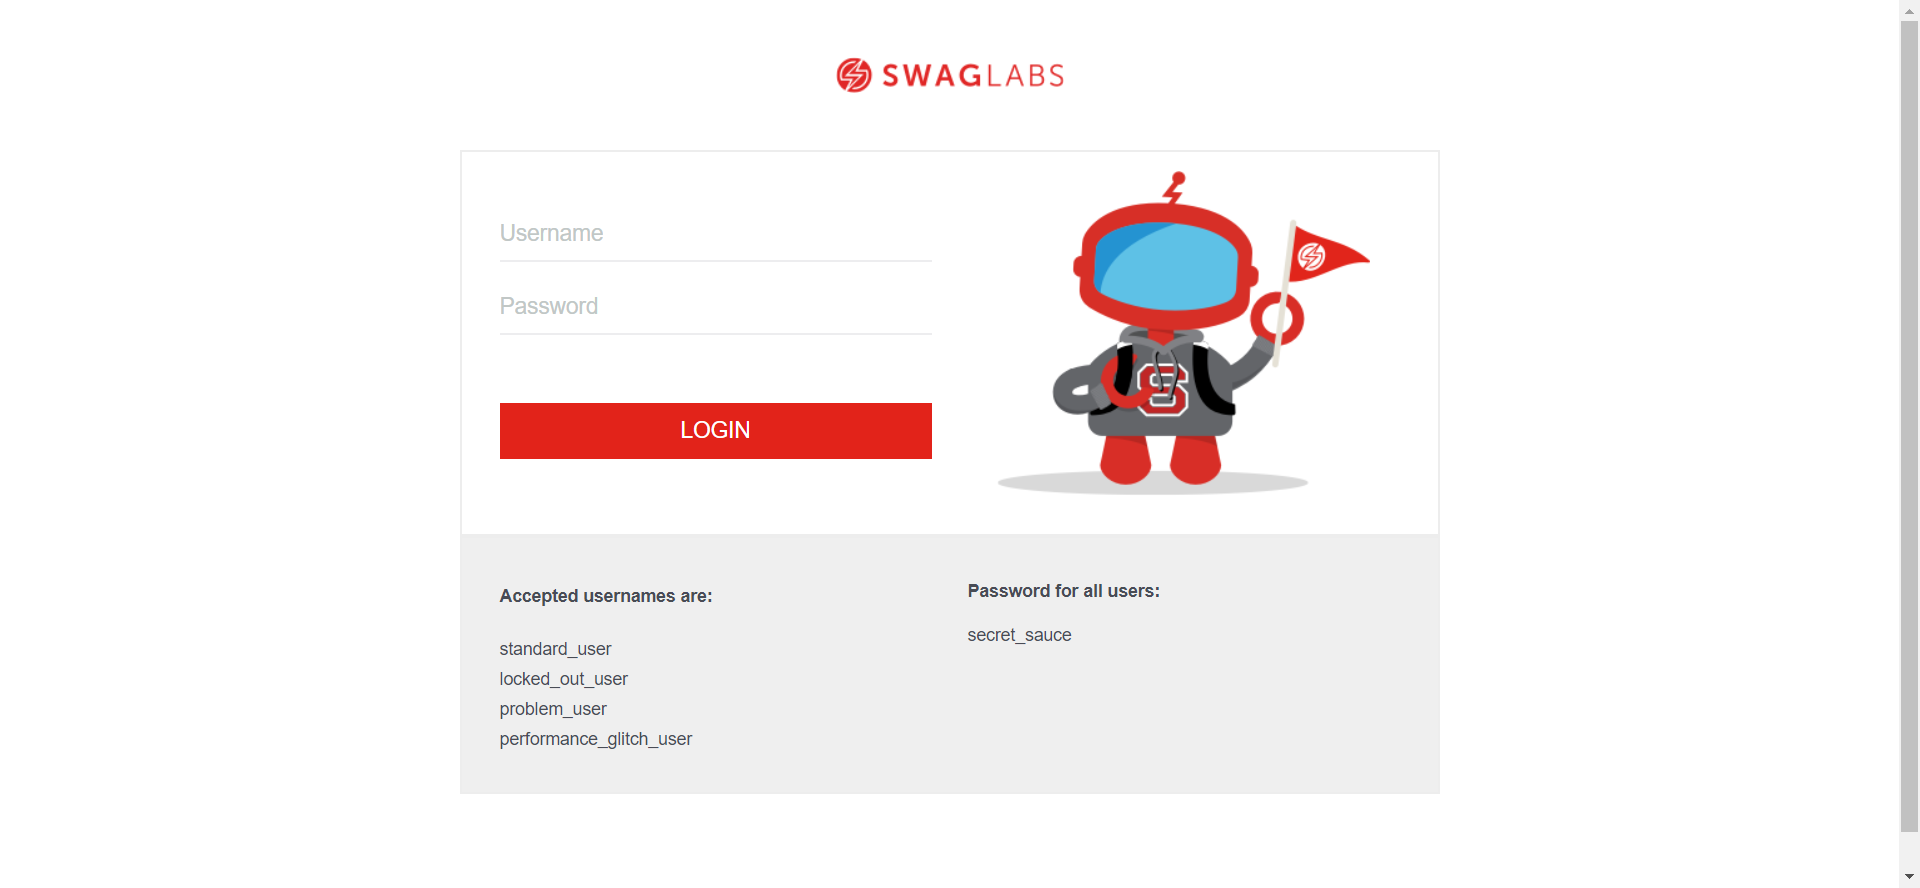 SWAGLABS
Username
Password
LOGIN
S
Accepted usernames are:
standard_user
locked_out_user
problem_user
performance_glitch_user
Password for all users:
secret_sauce